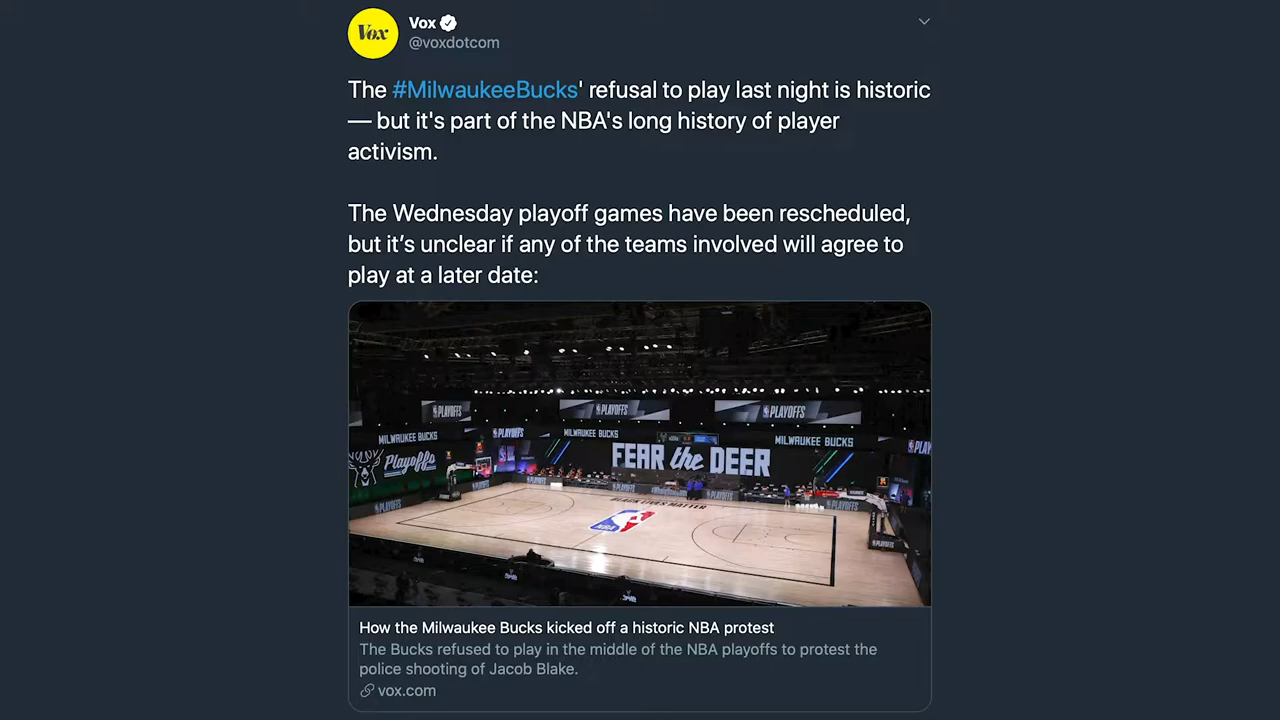 Vox
Vox
@voxdotcom
The #MilwaukeeBucks' refusal to play last night is historic
— but it's part of the NBA's long history of player
activism.
The Wednesday playoff games have been rescheduled,
but it’s unclear if any of the teams involved will agree to
play at a later date:
PLAYOFFS
PLAYOFFS
PLAYOFFS
MILWAUKEE BUCKS
PLAYOFFS
MILWAUKEE BUCKS
MILWAUKEE BUCKS
Playoffs
FEAR the DEER
PLAYOFFS
NBA
How the Milwaukee Bucks kicked off a historic NBA protest
The Bucks refused to play in the middle of the NBA playoffs to protest the
police shooting of Jacob Blake.
vox.com